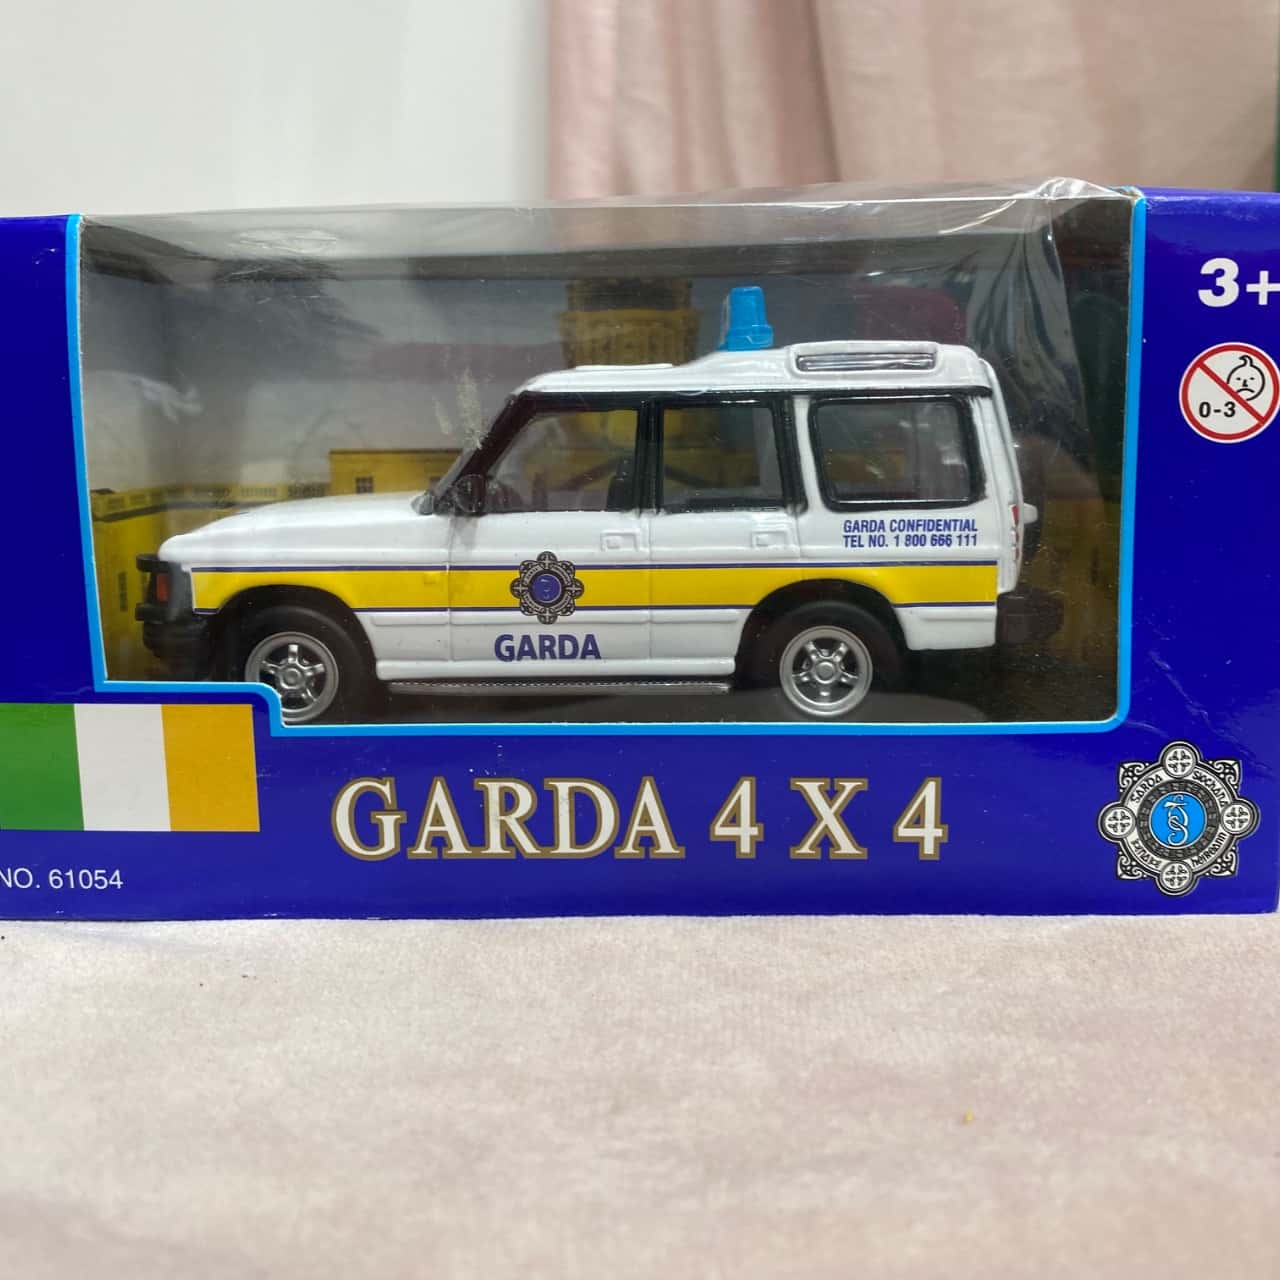 3+
0-3
GARDA CONFIDENTIAL
TEL NO. 1 800 666 111
GARDA
GARDA 4 X 4
NO. 61054